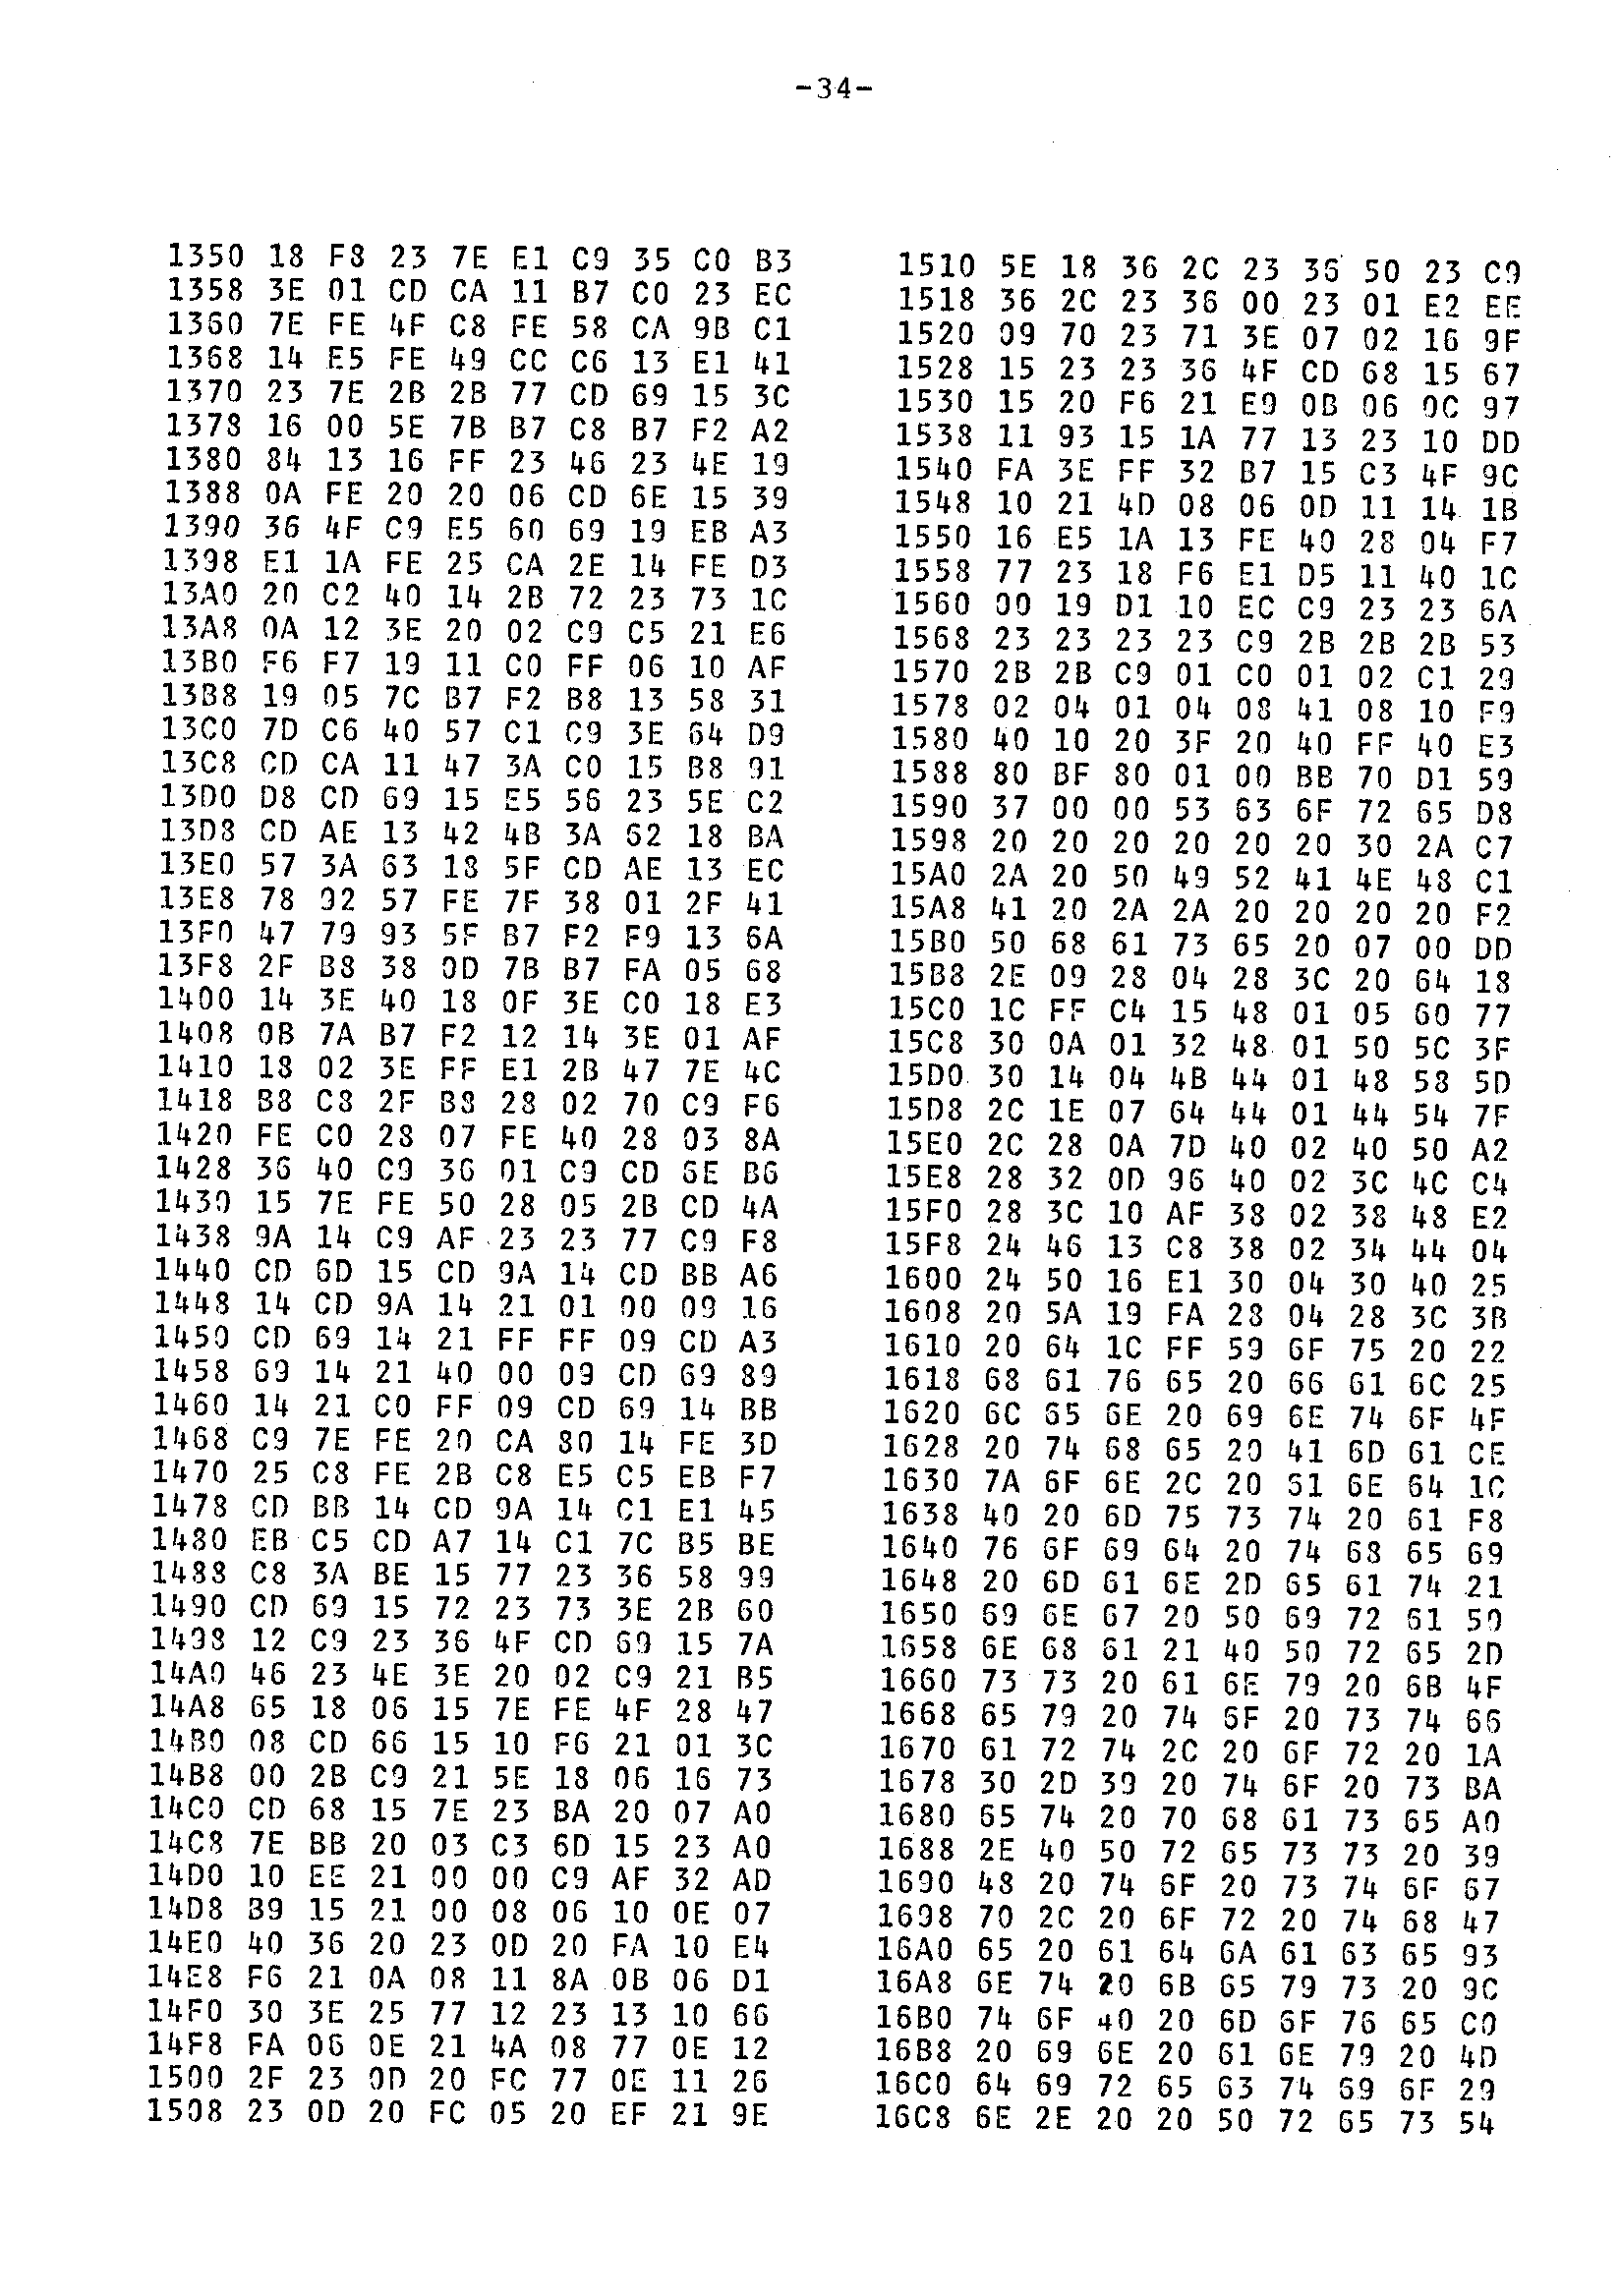 -34-
1350 18 F8 23 7E E1 C9 35 C0 B3
1358 3E 01 CD CA 11 B7 C0 23 EC
1360 7E FE 4F C8 FE 58 CA 9B C1
1368 14 E5 FE 49 CC C6 13 E1 41
1370 23 7E 2B 2B 77 CD 69 15 3C
1378 16 00 5E 7B B7 C8 B7 F2 A2
1380 84 13 16 FF 23 46 23 4E 19
1388 0A FE 20 20 06 CD 6E 15 39
1390 36 4F C9 E5 60 69 19 EB A3
1398 E1 1A FE 25 CA 2E 14 FE D3
13A0 20 C2 40 14 2B 72 23 73 1C
13A8 0A 12 3E 20 02 C9 C5 21 E6
13B0 F6 F7 19 11 C0 FF 06 10 AF
13B8 19 05 7C B7 F2 B8 13 58 31
13C0 7D C6 40 57 C1 C9 3E 64 D9
13C8 CD CA 11 47 3A C0 15 B8 91
13D0 D8 CD 69 15 E5 56 23 5E C2
13D8 CD AE 13 42 4B 3A 62 18 BA
13E0 57 3A 63 18 5F CD AE 13 EC
13E8 78 92 57 FE 7F 38 01 2F 41
13F0 47 79 93 5F B7 F2 F9 13 6A
13F8 2F B8 38 0D 7B B7 FA 05 68
1400 14 3E 40 18 0F 3E C0 18 E3
1408 0B 7A B7 F2 12 14 3E 01 AF
1410 18 02 3E FF E1 2B 47 7E 4C
1418 B8 C8 2F B8 28 02 70 C9 F6
1420 FE C0 28 07 FE 40 28 03 8A
1428 36 40 C9 36 01 C9 CD 6E B6
1430 15 7E FE 50 28 05 2B CD 4A
1438 9A 14 C9 AF 23 23 77 C9 F8
1440 CD 6D 15 CD 9A 14 CD BB A6
1448 14 CD 9A 14 21 01 00 09 16
1450 CD 69 14 21 FF FF 09 CD A3
1458 69 14 21 40 00 09 CD 69 89
1460 14 21 C0 FF 09 CD 69 14 BB
1468 C9 7E FE 20 CA 80 14 FE 3D
1470 25 C8 FE 2B C8 E5 C5 EB F7
1478 CD BB 14 CD 9A 14 C1 E1 45
1480 EB C5 CD A7 14 C1 7C B5 BE
1488 C8 3A BE 15 77 23 36 58 99
1490 CD 69 15 72 23 73 3E 2B 60
1498 12 C9 23 36 4F CD 69 15 7A
14A0 46 23 4E 3E 20 02 C9 21 B5
14A8 65 18 06 15 7E FE 4F 28 47
14B0 08 CD 66 15 10 F6 21 01 3C
14B8 00 2B C9 21 5E 18 06 16 73
14C0 CD 68 15 7E 23 BA 20 07 A0
14C8 7E BB 20 03 C3 6D 15 23 A0
14D0 10 EE 21 00 00 C9 AF 32 AD
14D8 B9 15 21 00 08 06 10 0E 07
14E0 40 36 20 23 0D 20 FA 10 E4
14E8 F6 21 0A 08 11 8A 0B 06 D1
14F0 30 3E 25 77 12 23 13 10 66
14F8 FA 06 0E 21 4A 08 77 0E 12
1500 2F 23 0D 20 FC 77 0E 11 26
1508 23 0D 20 FC 05 20 EF 21 9E
1510 5E 18 36 2C 23 36 50 23 C9
1518 36 2C 23 36 00 23 01 E2 EE
1520 09 70 23 71 3E 07 02 16 9F
1528 15 23 23 36 4F CD 68 15 67
1530 15 20 F6 21 E9 0B 06 0C 97
1538 11 93 15 1A 77 13 23 10 DD
1540 FA 3E FF 32 B7 15 C3 4F 9C
1548 10 21 4D 08 06 0D 11 14 1B
1550 16 E5 1A 13 FE 40 28 04 F7
1558 77 23 18 F6 E1 D5 11 40 1C
1560 00 19 D1 10 EC C9 23 23 6A
1568 23 23 23 23 C9 2B 2B 2B 53
1570 2B 2B C9 01 C0 01 02 C1 29
1578 02 04 01 04 08 41 08 10 F9
1580 40 10 20 3F 20 40 FF 40 E3
1588 80 BF 80 01 00 BB 70 D1 59
1590 37 00 00 53 63 6F 72 65 D8
1598 20 20 20 20 20 20 30 2A C7
15A0 2A 20 50 49 52 41 4E 48 C1
15A8 41 20 2A 2A 20 20 20 20 F2
15B0 50 68 61 73 65 20 07 00 DD
15B8 2E 09 28 04 28 3C 20 64 18
15C0 1C FF C4 15 48 01 05 60 77
15C8 30 0A 01 32 48 01 50 5C 3F
15D0 30 14 04 4B 44 01 48 58 5D
15D8 2C 1E 07 64 44 01 44 54 7F
15E0 2C 28 0A 7D 40 02 40 50 A2
15E8 28 32 0D 96 40 02 3C 4C C4
15F0 28 3C 10 AF 38 02 38 48 E2
15F8 24 46 13 C8 38 02 34 44 04
1600 24 50 16 E1 30 04 30 40 25
1608 20 5A 19 FA 28 04 28 3C 3B
1610 20 64 1C FF 59 6F 75 20 22
1618 68 61 76 65 20 66 61 6C 25
1620 6C 65 6E 20 69 6E 74 6F 4F
1628 20 74 68 65 20 41 6D 61 CE
1630 7A 6F 6E 2C 20 61 6E 64 1C
1638 40 20 6D 75 73 74 20 61 F8
1640 76 6F 69 64 20 74 68 65 69
1648 20 6D 61 6E 2D 65 61 74 21
1650 69 6E 67 20 50 69 72 61 50
1658 6E 68 61 21 40 50 72 65 2D
1660 73 73 20 61 6E 79 20 6B 4F
1668 65 79 20 74 6F 20 73 74 66
1670 61 72 74 2C 20 6F 72 20 1A
1678 30 2D 39 20 74 6F 20 73 BA
1680 65 74 20 70 68 61 73 65 A0
1688 2E 40 50 72 65 73 73 20 39
1690 48 20 74 6F 20 73 74 6F 67
1698 70 2C 20 6F 72 20 74 68 47
16A0 65 20 61 64 6A 61 63 65 93
16A8 6E 74 20 6B 65 79 73 20 9C
16B0 74 6F 40 20 6D 6F 76 65 C0
16B8 20 69 6E 20 61 6E 79 20 4D
16C0 64 69 72 65 63 74 69 6F 29
16C8 6E 2E 20 20 50 72 65 73 54